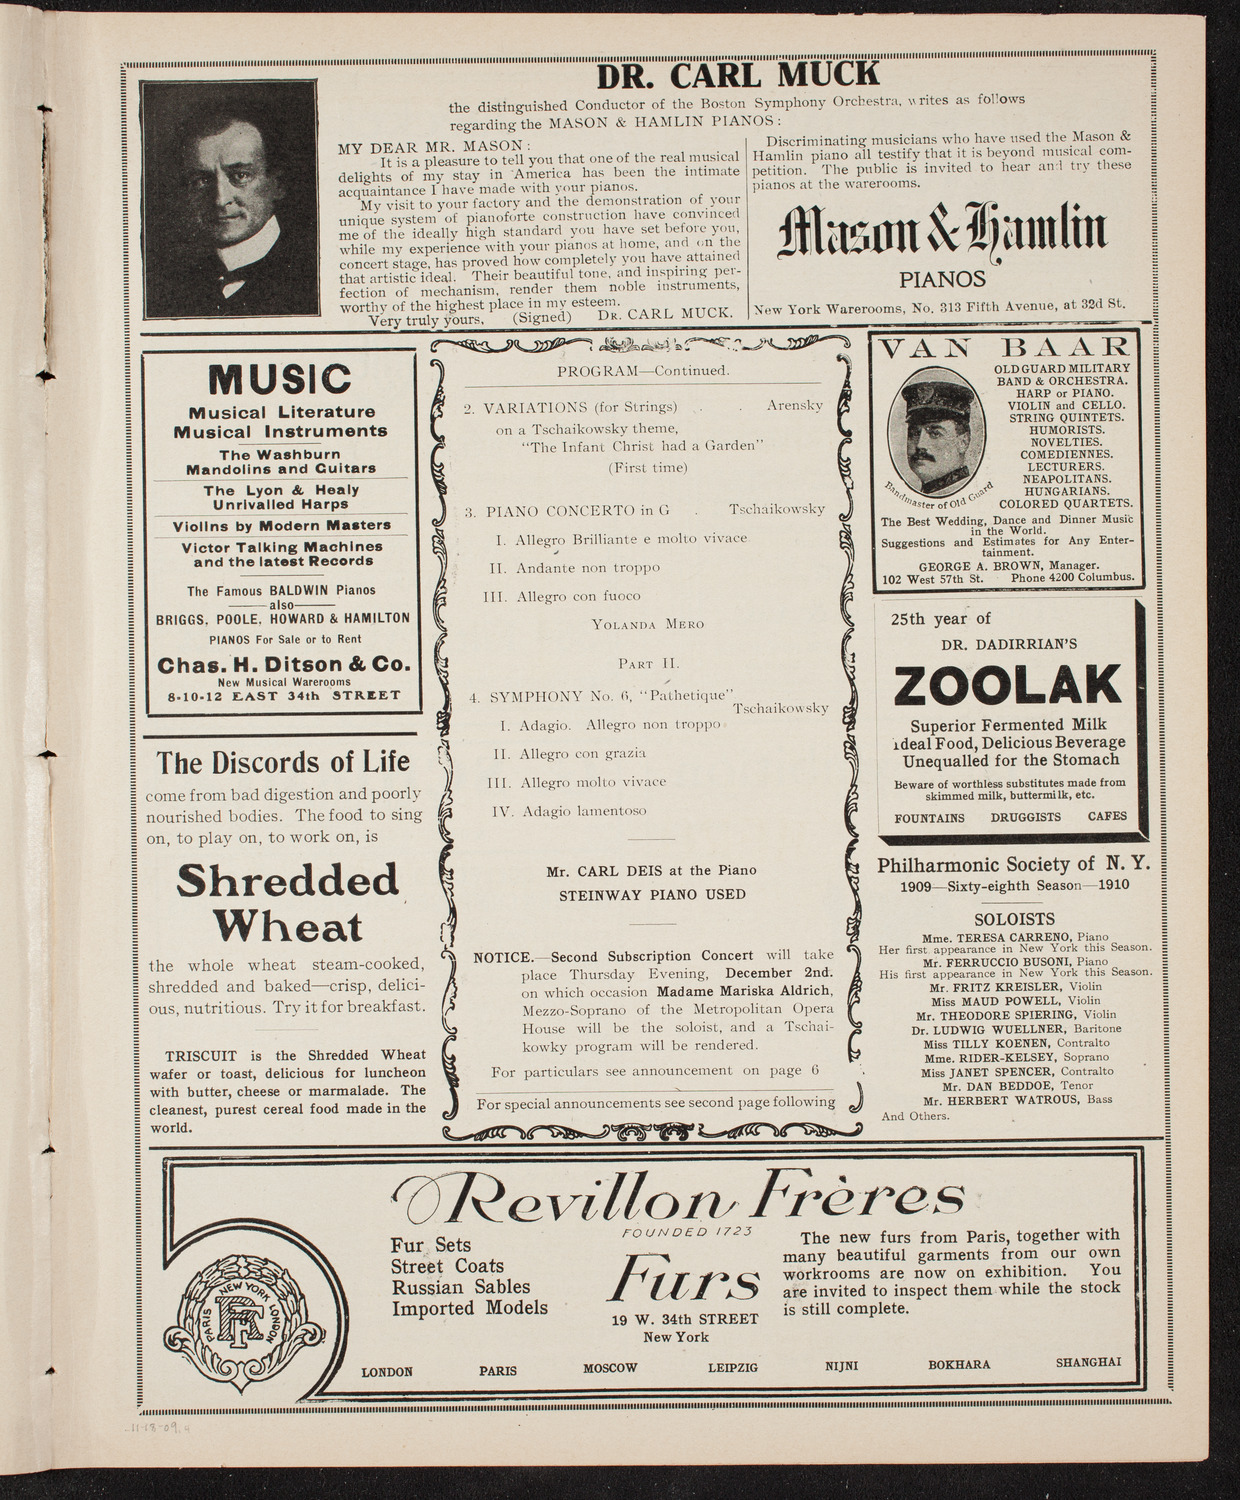 DR. CARL MUCK
the distinguished Conductor of the Boston Symphony Orchestra, writes as follows
regarding the MASON & HAMLIN PIANOS:
MY DEAR MR. MASON:
It is a pleasure to tell you that one of the real musical
delights of my stay in America has been the intimate
acquaintance I have made with your pianos.
My visit to your factory and the demonstration of your
unique system of pianoforte construction have convinced
me of the ideally high standard you have set before you,
while my experience with your pianos at home, and on the
concert stage, has proved how completely you have attained
that artistic ideal. Their beautiful tone, and inspiring per-
fection of mechanism, render them noble instruments,
worthy of the highest place in my esteem.
Very truly yours, (Signed) DR. CARL MUCK.
Discriminating musicians who have used the Mason &
Hamlin piano all testify that it is beyond musical com-
petition. The public is invited to hear and try these
pianos at the warerooms.
Mason & Hamlin
PIANOS
New York Warerooms, No. 313 Fifth Avenue, at 32d St.
MUSIC
Musical Literature
Musical Instruments
The Washburn
Mandolins and Guitars
The Lyon & Healy
Unrivalled Harps
Violins by Modern Masters
Victor Talking Machines
and the latest Records
The Famous BALDWIN Pianos
also
BRIGGS, POOLE, HOWARD & HAMILTON
PIANOS For Sale or to Rent
Chas. H. Ditson & Co.
New Musical Warerooms
8-10-12 EAST 34th STREET
The Discords of Life
come from bad digestion and poorly
nourished bodies. The food to sing
on, to play on, to work on, is
Shredded
Wheat
the whole wheat steam-cooked,
shredded and baked—crisp, delici-
ous, nutritious. Try it for breakfast.
TRISCUIT is the Shredded Wheat
wafer or toast, delicious for luncheon
with butter, cheese or marmalade. The
cleanest, purest cereal food made in the
world.
PROGRAM—Continued.
2. VARIATIONS (for Strings) . . Arensky
on a Tschaikowsky theme,
"The Infant Christ had a Garden"
(First time)
3. PIANO CONCERTO in G . Tschaikowsky
I. Allegro Brilliante e molto vivace
II. Andante non troppo
III. Allegro con fuoco
YOLANDA MERO
PART II.
4. SYMPHONY No. 6, "Pathetique"
Tschaikowsky
I. Adagio. Allegro non troppo
II. Allegro con grazia
III. Allegro molto vivace
IV. Adagio lamentoso
Mr. CARL DEIS at the Piano
STEINWAY PIANO USED
NOTICE.—Second Subscription Concert will take
place Thursday Evening, December 2nd.
on which occasion Madame Mariska Aldrich,
Mezzo-Soprano of the Metropolitan Opera
House will be the soloist, and a Tschai-
kowky program will be rendered.
For particulars see announcement on page 6
For special announcements see second page following
VAN BAAR
OLD GUARD MILITARY
BAND & ORCHESTRA.
HARP or PIANO.
VIOLIN and CELLO.
STRING QUINTETS.
HUMORISTS.
NOVELTIES.
COMEDIENNES.
LECTURERS.
NEAPOLITANS.
HUNGARIANS.
COLORED QUARTETS.
Bandmaster of Old Guard
The Best Wedding, Dance and Dinner Music
in the World.
Suggestions and Estimates for Any Enter-
tainment.
GEORGE A. BROWN, Manager.
102 West 57th St. Phone 4200 Columbus.
25th year of
DR. DADIRRIAN'S
ZOOLAK
Superior Fermented Milk
Ideal Food, Delicious Beverage
Unequalled for the Stomach
Beware of worthless substitutes made from
skimmed milk, buttermilk, etc.
FOUNTAINS DRUGGISTS CAFES
Philharmonic Society of N. Y.
1909—Sixty-eighth Season—1910
SOLOISTS
Mme. TERESA CARRENO, Piano
Her first appearance in New York this Season.
Mr. FERRUCCIO BUSONI, Piano
His first appearance in New York this Season.
Mr. FRITZ KREISLER, Violin
Miss MAUD POWELL, Violin
Mr. THEODORE SPIERING, Violin
Dr. LUDWIG WUELLNER, Baritone
Miss TILLY KOENEN, Contralto
Mme. RIDER-KELSEY, Soprano
Miss JANET SPENCER, Contralto
Mr. DAN BEDDOE, Tenor
Mr. HERBERT WATROUS, Bass
And Others.
Revillon Frères
FOUNDED 1723
Fur Sets
Street Coats
Russian Sables
Imported Models
Furs
19 W. 34th STREET
New York
The new furs from Paris, together with
many beautiful garments from our own
workrooms are now on exhibition. You
are invited to inspect them while the stock
is still complete.
PARIS NEW YORK LONDON
RF
LONDON PARIS MOSCOW LEIPZIG NIJNI BOKHARA SHANGHAI
11-18-09.4